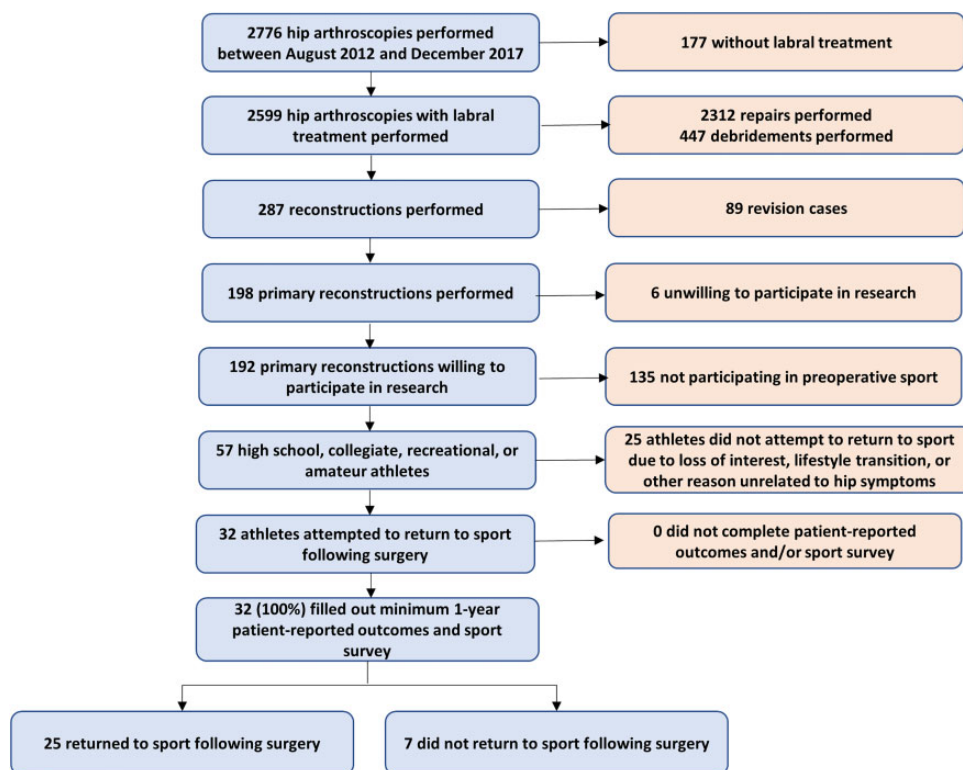 2776 hip arthroscopies performed
between August 2012 and December 2017
177 without labral treatment
2599 hip arthroscopies with labral
treatment performed
2312 repairs performed
447 debridements performed
287 reconstructions performed
89 revision cases
198 primary reconstructions performed
6 unwilling to participate in research
192 primary reconstructions willing to
participate in research
135 not participating in preoperative sport
57 high school, collegiate, recreational, or
amateur athletes
25 athletes did not attempt to return to sport
due to loss of interest, lifestyle transition, or
other reason unrelated to hip symptoms
32 athletes attempted to return to sport
following surgery
0 did not complete patient-reported
outcomes and/or sport survey
32 (100%) filled out minimum 1-year
patient-reported outcomes and sport
survey
25 returned to sport following surgery
7 did not return to sport following surgery